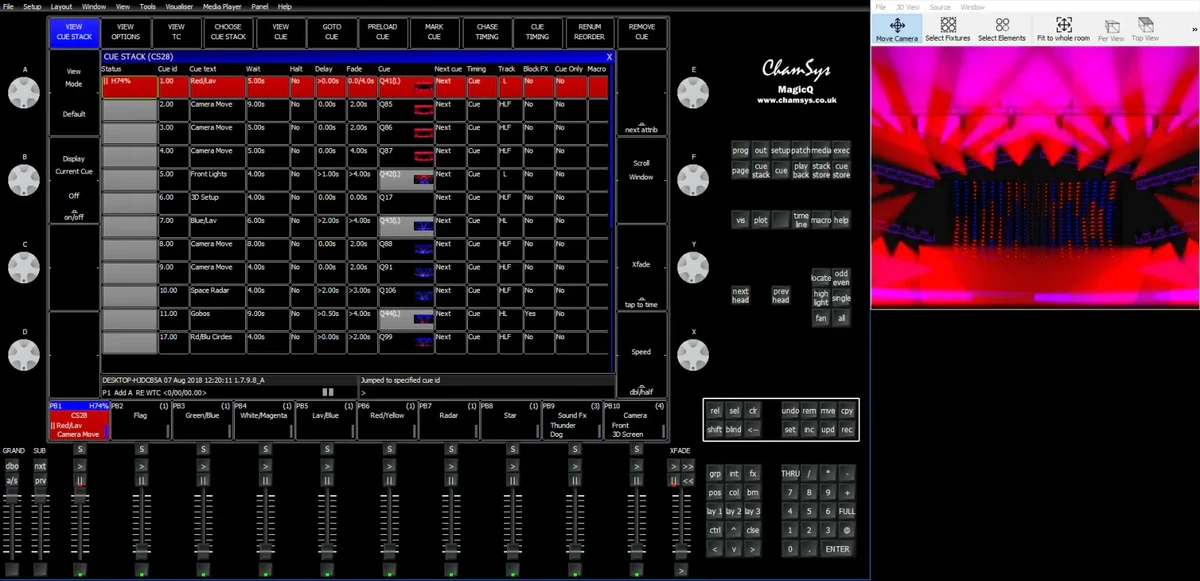 File Setup Layout Window View Tools Visualiser Media Player Panel Help
VIEW CUE STACK
VIEW OPTIONS
VIEW TC
CHOOSE CUE STACK
VIEW CUE
GOTO CUE
PRELOAD CUE
MARK CUE
CHASE TIMING
CUE TIMING
RENUM REORDER
REMOVE CUE
CUE STACK (CS28) X
Status Cue id Cue text Wait Halt Delay Fade Cue Next cue Timing Track Block FX Cue Only Macro
|| H74% 1.00 Red/Lav 5.00s No >0.00s 0.0/4.0s Q41(L) Next Cue L No No
2.00 Camera Move 9.00s No 0.00s 2.00s Q85 Next Cue HLF No No
3.00 Camera Move 5.00s No 0.00s 2.00s Q86 Next Cue HLF No No
4.00 Camera Move 5.00s No 0.00s 4.00s Q87 Next Cue HLF No No
5.00 Front Lights 4.00s No >1.00s >4.00s Q42(L) Next Cue L No No
6.00 3D Setup 4.00s No 0.00s 0.00s Q17 Next Cue HLF No No
7.00 Blue/Lav 6.00s No >2.00s >2.00s Q43(L) Next Cue HLF No No
8.00 Camera Move 8.00s No 0.00s 2.00s Q88 Next Cue HLF No No
9.00 Camera Move 4.00s No 0.00s 2.00s Q91 Next Cue HLF No No
10.00 Space Radar 4.00s No >2.00s >3.00s Q106 Next Cue HLF No No
11.00 Gobos 9.00s No >0.50s >4.00s Q44(L) Next Cue HL Yes No
17.00 Rd/Blu Circles 4.00s No >0.00s >2.00s Q99 Next Cue HLF No No
DESKTOP-HJDCB5A 07 Aug 2018 12:20:11 1.7.9.8_A Jumped to specified cue id
P1 Add A RE WTC <0/00/00.00> >
A
View
Mode
Default
B
Display
Current Cue
Off
on/off
C
D
E
next attrib
F
Scroll
Window
Y
Xfade
tap to time
X
Speed
dbl/half
PB1 H74%
CS28
|| Red/Lav
Camera Move
PB2 (1)
Flag
PB3 (1)
Green/Blue
PB4 (1)
White/Magenta
PB5 (1)
Lav/Blue
PB6 (1)
Red/Yellow
PB7 (1)
Radar
PB8 (1)
Star
PB9 (3)
Sound Fx
Thunder
Dog
PB10 (4)
Camera
Front
3D Screen
GRAND SUB S S S S S S S S S S XFADE
dbo nxt > > > > > > > > > > > >>
a/s prv || || || || || || || || || || || <<
>
ChamSys
MagicQ
www.chamsys.co.uk
prog out setup patch media exec
page cue stack cue play back stack store cue store
vis plot time line macro help
next head prev head
locate odd even
high light single
fan all
rel sel clr undo rem mve cpy
shift blind <-- set inc upd rec
grp int fx THRU / * -
pos col bm 7 8 9 +
lay 1 lay 2 lay 3 4 5 6 FULL
ctrl ^ clse 1 2 3 @
< v > 0 . ENTER
File 3D View Source Window
Move Camera Select Fixtures Select Elements Fit to whole room Per View Top View »